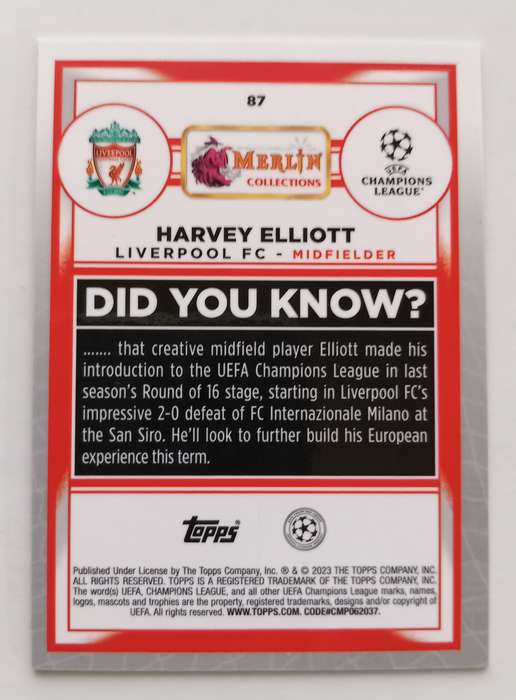 87
LIVERPOOL
MERLIN
COLLECTIONS
UEFA
CHAMPIONS
LEAGUE
HARVEY ELLIOTT
LIVERPOOL FC - MIDFIELDER
DID YOU KNOW?
....... that creative midfield player Elliott made his
introduction to the UEFA Champions League in last
season's Round of 16 stage, starting in Liverpool FC's
impressive 2-0 defeat of FC Internazionale Milano at
the San Siro. He'll look to further build his European
experience this term.
topps®
Published Under License by The Topps Company, Inc. ® & © 2023 THE TOPPS COMPANY, INC.
ALL RIGHTS RESERVED. TOPPS IS A REGISTERED TRADEMARK OF THE TOPPS COMPANY, INC.
The word(s) UEFA, CHAMPIONS LEAGUE, and all other UEFA Champions League marks, names,
logos, mascots and trophies are the property, registered trademarks, designs and/or copyright of
UEFA. All rights reserved. WWW.TOPPS.COM. CODE#CMP062037.